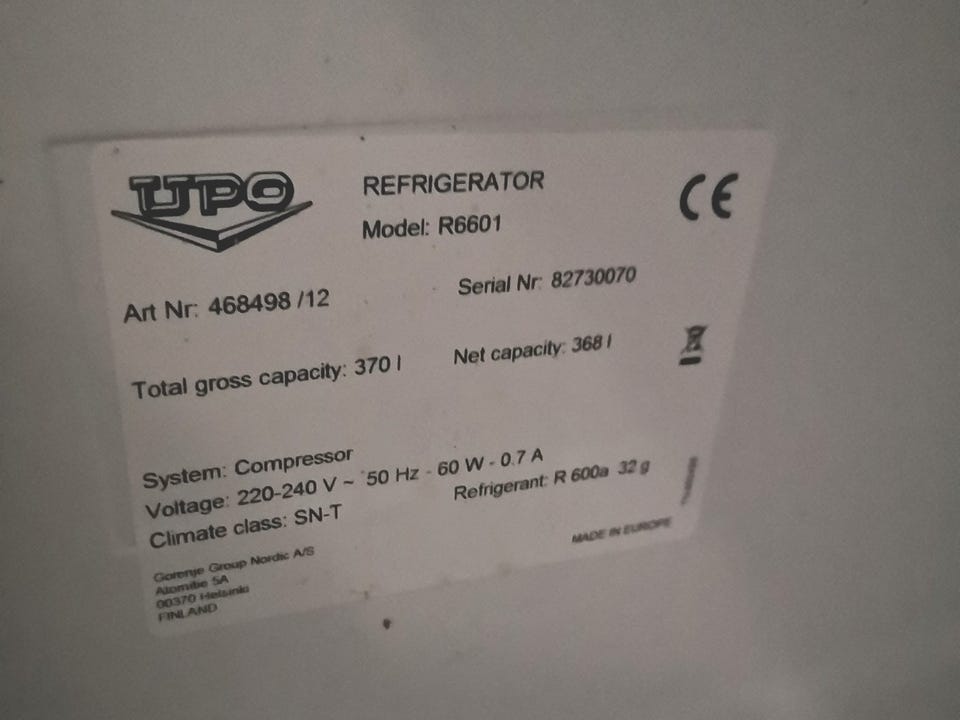 UPO
REFRIGERATOR
Model: R6601
CE
Art Nr: 468498 /12
Serial Nr: 82730070
Total gross capacity: 370 l
Net capacity: 368 l
System: Compressor
Voltage: 220-240 V ~ 50 Hz - 60 W - 0.7 A
Climate class: SN-T
Refrigerant: R 600a 32 g
MADE IN EUROPE
Gorenje Group Nordic A/S
Atomitie 5A
00370 Helsinki
FINLAND